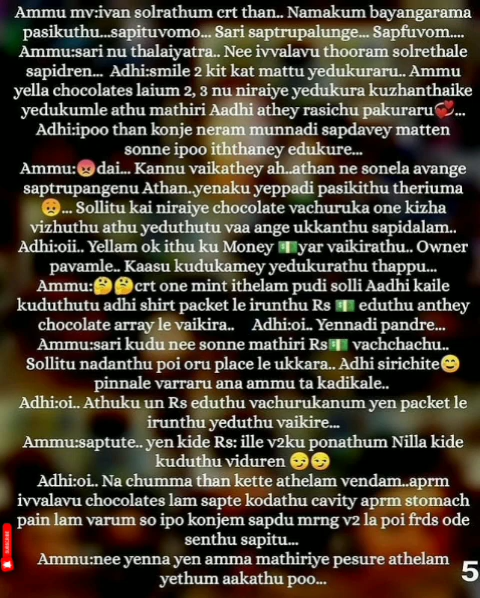 Ammu mv:ivan solrathum crt than.. Namakum bayangarama
pasikuthu...sapituvomo... Sari saptrupalunge... Sapfuvom....
Ammu:sari nu thalaiyatra.. Nee ivvalavu thooram solrethale
sapidren... Adhi:smile 2 kit kat mattu yedukuraru.. Ammu
yella chocolates laium 2, 3 nu niraiye yedukura kuzhanthaike
yedukumle athu mathiri Aadhi athey rasichu pakuraru💞...
Adhi:ipoo than konje neram munnadi sapdavey matten
sonne ipoo iththaney edukure...
Ammu:😡dai... Kannu vaikathey ah..athan ne sonela avange
saptrupangenu Athan..yenaku yeppadi pasikithu theriuma
😡... Sollitu kai niraiye chocolate vachuruka one kizha
vizhuthu athu yeduthutu vaa ange ukkanthu sapidalam..
Adhi:oii.. Yellam ok ithu ku Money 💵yar vaikirathu.. Owner
pavamle.. Kaasu kudukamey yedukurathu thappu...
Ammu:🤔🤔crt one mint ithelam pudi solli Aadhi kaile
kuduthutu adhi shirt packet le irunthu Rs 💵 eduthu anthey
chocolate array le vaikira.. Adhi:oi.. Yennadi pandre...
Ammu:sari kudu nee sonne mathiri Rs💵 vachchachu..
Sollitu nadanthu poi oru place le ukkara.. Adhi sirichite😊
pinnale varraru ana ammu ta kadikale..
Adhi:oi.. Athuku un Rs eduthu vachurukanum yen packet le
irunthu yeduthu vaikire...
Ammu:saptute.. yen kide Rs: ille v2ku ponathum Nilla kide
kuduthu viduren 😏😏
Adhi:oi.. Na chumma than kette athelam vendam..aprm
ivvalavu chocolates lam sapte kodathu cavity aprm stomach
pain lam varum so ipo konjem sapdu mrng v2 la poi frds ode
senthu sapitu...
Ammu:nee yenna yen amma mathiriye pesure athelam
yethum aakathu poo...
5